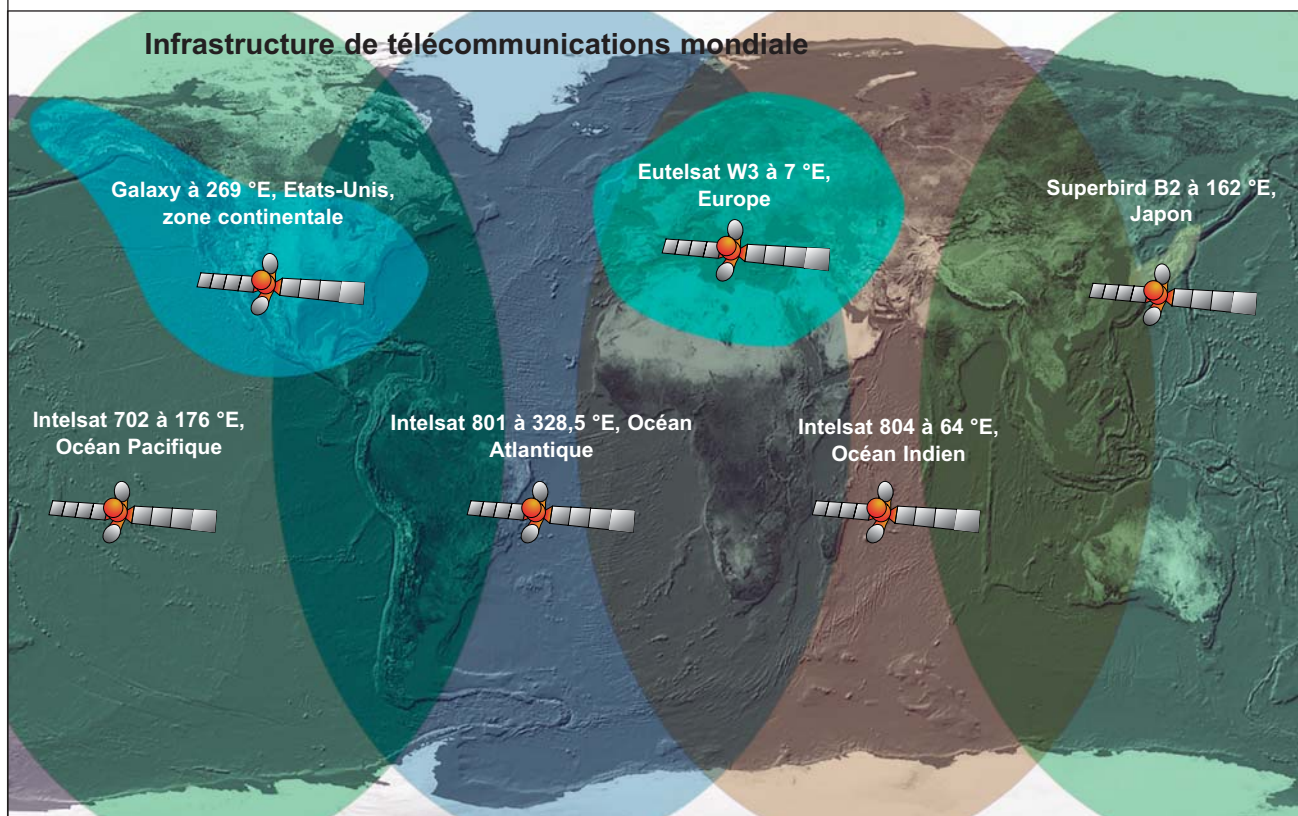 Infrastructure de télécommunications mondiale
Galaxy à 269 °E, Etats-Unis,
zone continentale
Eutelsat W3 à 7 °E,
Europe
Superbird B2 à 162 °E,
Japon
Intelsat 702 à 176 °E,
Océan Pacifique
Intelsat 801 à 328,5 °E, Océan
Atlantique
Intelsat 804 à 64 °E,
Océan Indien